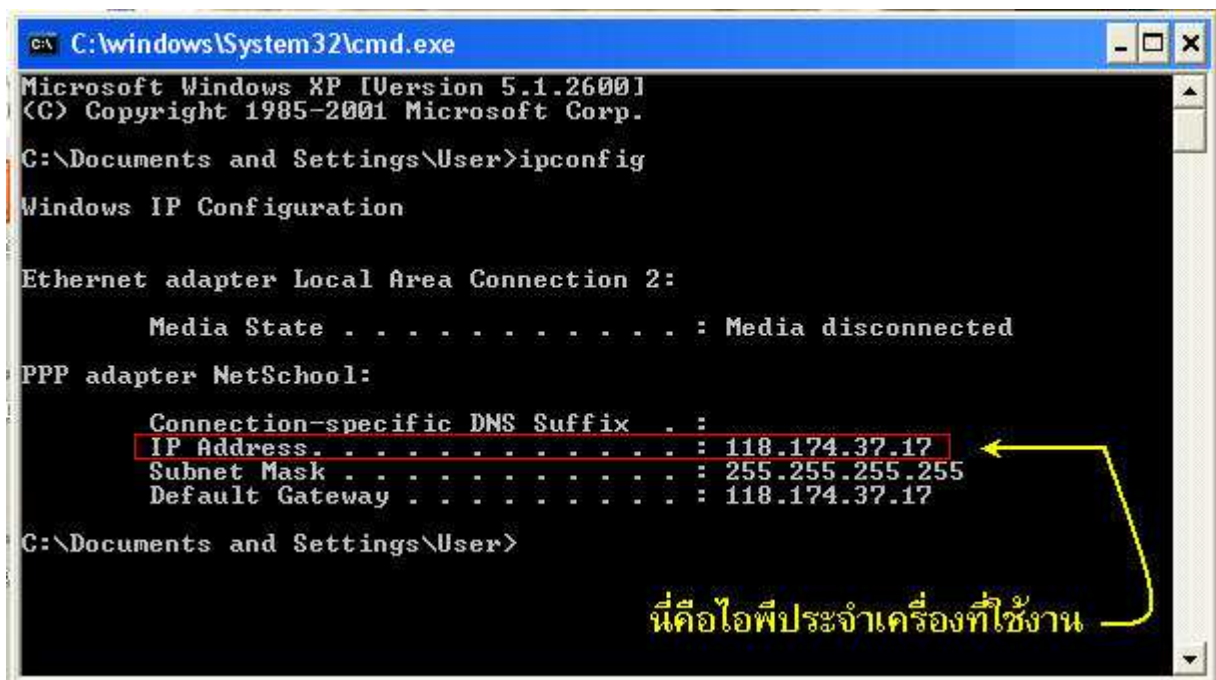 C:\windows\System32\cmd.exe
Microsoft Windows XP [Version 5.1.2600]
(C) Copyright 1985-2001 Microsoft Corp.
C:\Documents and Settings\User>ipconfig
Windows IP Configuration
Ethernet adapter Local Area Connection 2:
Media State . . . . . . . . . . . : Media disconnected
PPP adapter NetSchool:
Connection-specific DNS Suffix . :
IP Address. . . . . . . . . . . . : 118.174.37.17
Subnet Mask . . . . . . . . . . . : 255.255.255.255
Default Gateway . . . . . . . . . : 118.174.37.17
C:\Documents and Settings\User>
นี่คือไอพีประจำเครื่องที่ใช้งาน